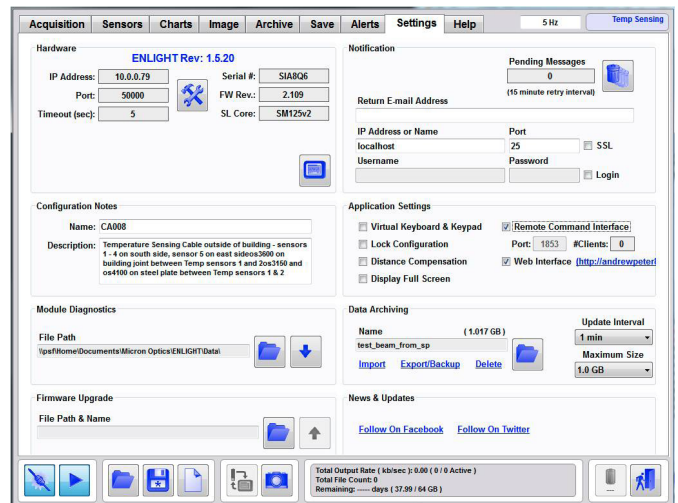 Acquisition Sensors Charts Image Archive Save Alerts Settings Help 5 Hz Temp Sensing
Hardware
ENLIGHT Rev: 1.5.20
IP Address: 10.0.0.79 Serial #: SIA8Q6
Port: 50000 FW Rev.: 2.109
Timeout (sec): 5 SL Core: SM125v2
Notification
Pending Messages
0
(15 minute retry interval)
Return E-mail Address
IP Address or Name Port
localhost 25 SSL
Username Password
Login
Configuration Notes
Name: CA008
Description: Temperature Sensing Cable outside of building - sensors
1 - 4 on south side, sensor 5 on east sideos3600 on
building joint between Temp sensors 1 and 2os3150 and
os4100 on steel plate between Temp sensors 1 & 2
Application Settings
Virtual Keyboard & Keypad Remote Command Interface
Lock Configuration Port: 1853 #Clients: 0
Distance Compensation Web Interface (http://andrewpeterl
Display Full Screen
Module Diagnostics
File Path
\\psf\Home\Documents\Micron Optics\ENLIGHT\Data\
Data Archiving
Name (1.017 GB) Update Interval
test_beam_from_sp 1 min
Import Export/Backup Delete Maximum Size
1.0 GB
Firmware Upgrade
File Path & Name
News & Updates
Follow On Facebook Follow On Twitter
Total Output Rate ( kb/sec ): 0.00 ( 0 / 0 Active )
Total File Count: 0
Remaining: ----- days ( 37.99 / 64 GB )